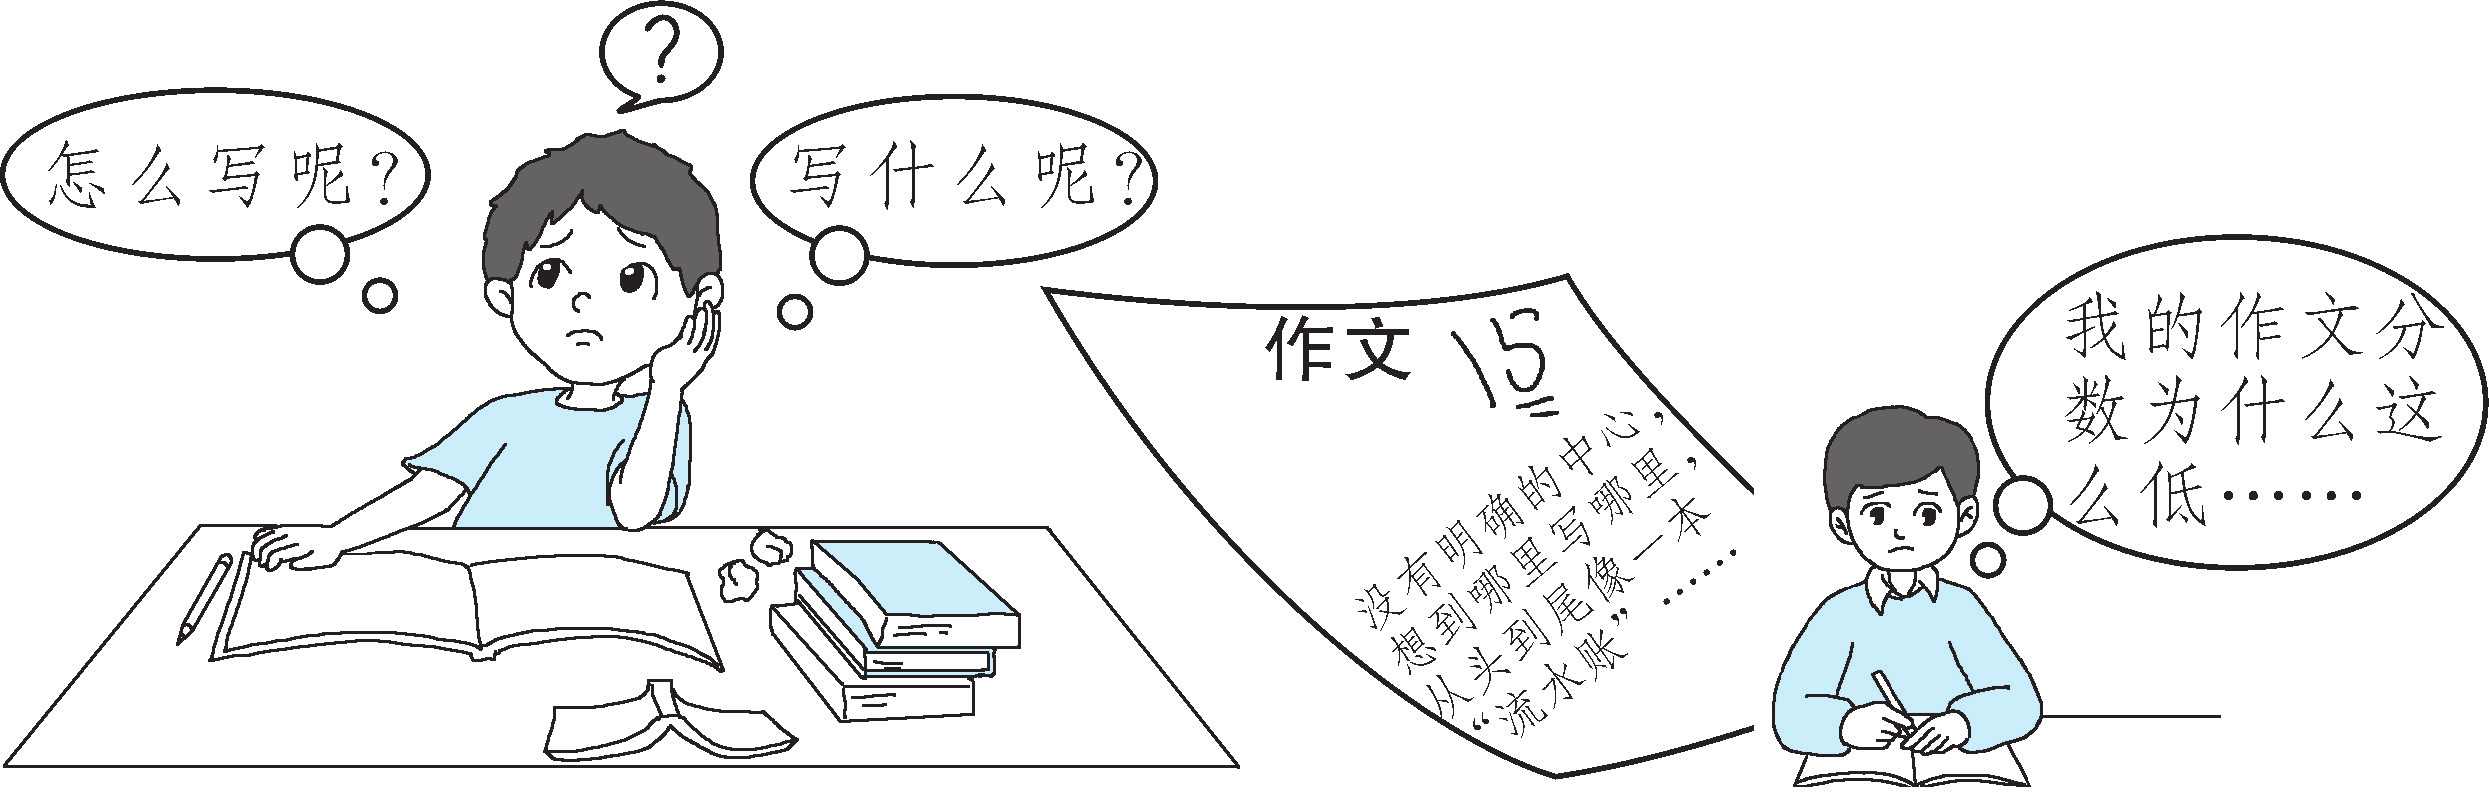 ?
怎么写呢?
写什么呢?
作文 15
没有明确的中心,
想到哪里写哪里,
从头到尾像一本
“流水账”……
我的作文分
数为什么这
么低……